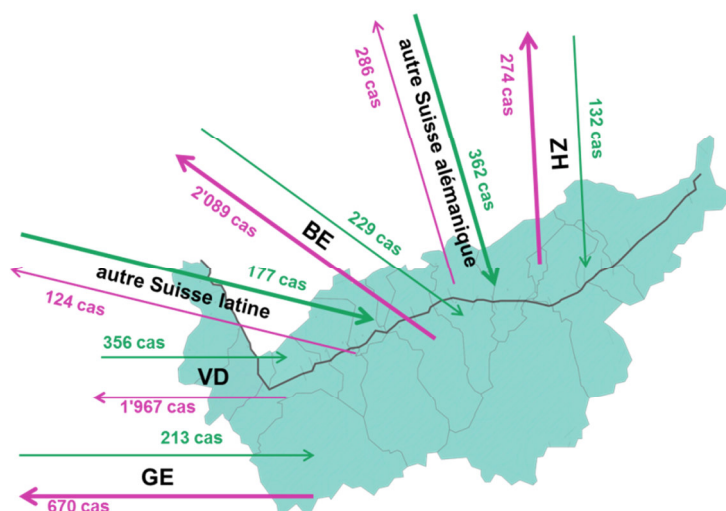 286 cas
autre Suisse alémanique
362 cas
274 cas
ZH
132 cas
2'089 cas
BE
229 cas
autre Suisse latine
177 cas
124 cas
356 cas
VD
1'967 cas
213 cas
GE
670 cas